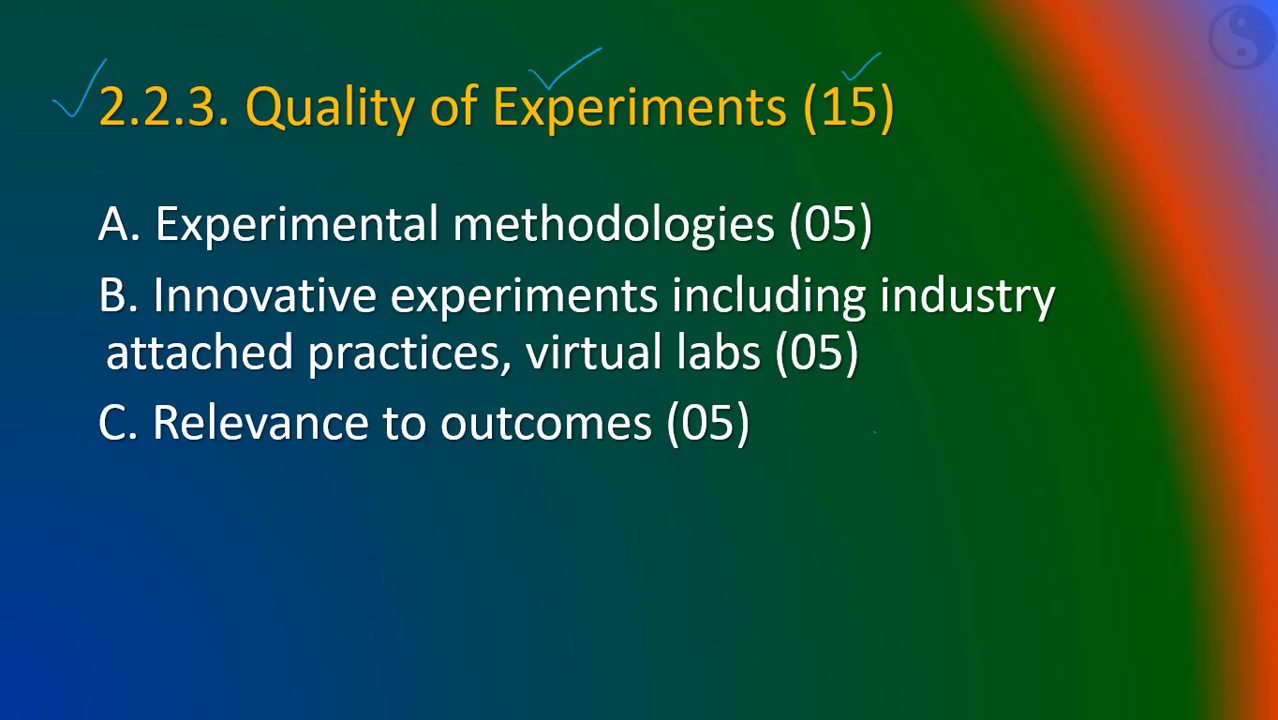 2.2.3. Quality of Experiments (15)
A. Experimental methodologies (05)
B. Innovative experiments including industry
attached practices, virtual labs (05)
C. Relevance to outcomes (05)